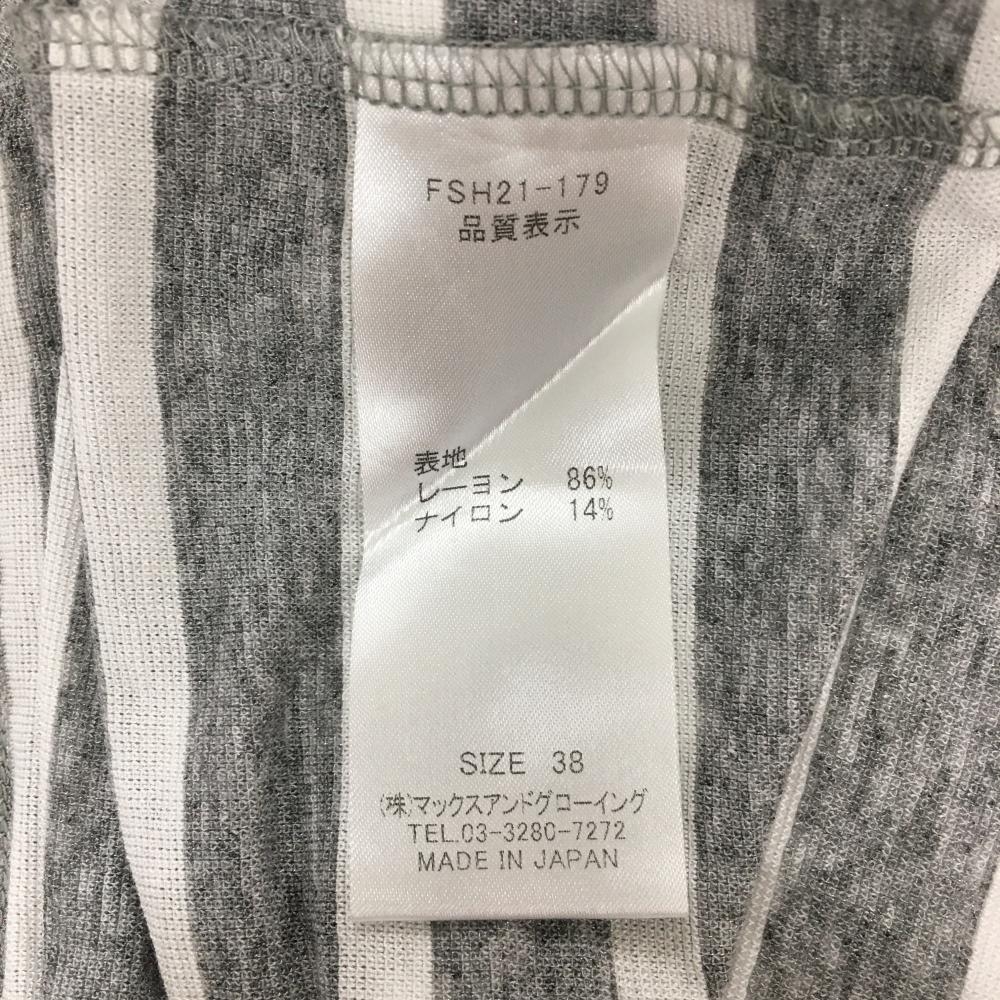 FSH21-179
品質表示
表地
レーヨン 86%
ナイロン 14%
SIZE 38
(株)マックスアンドグローイング
TEL.03-3280-7272
MADE IN JAPAN